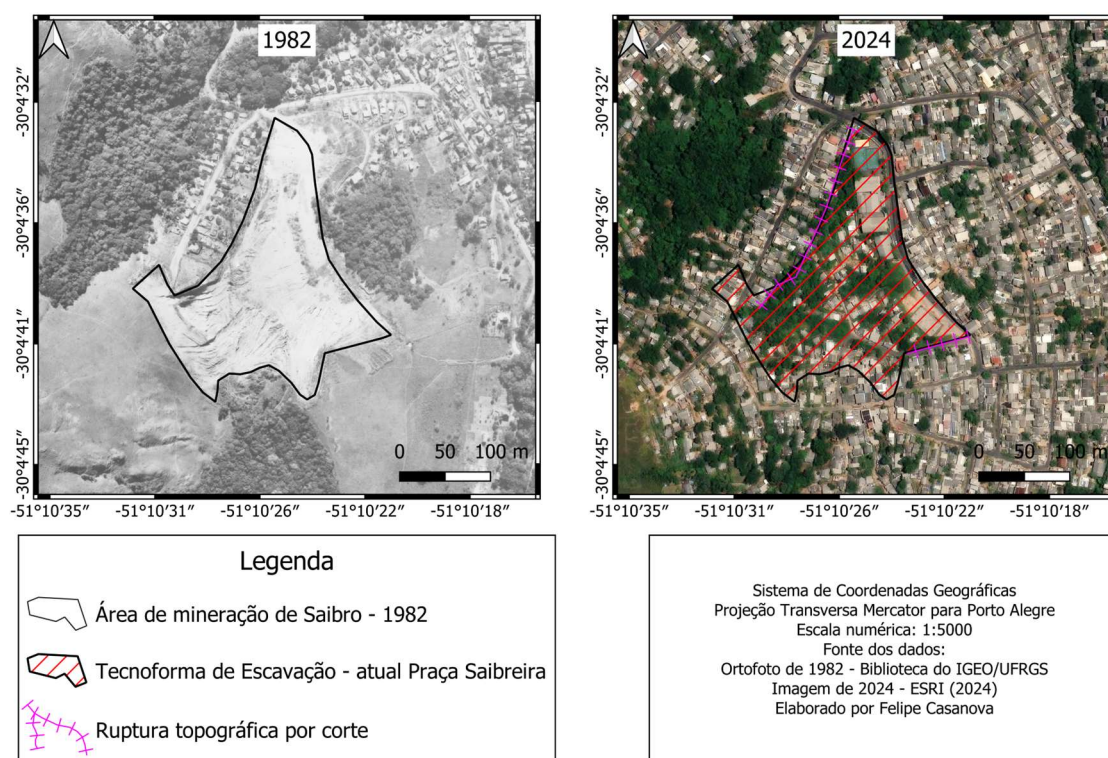 1982
2024
-30°4'32"
-30°4'36"
-30°4'41"
-30°4'45"
0 50 100 m
-51°10'35" -51°10'31" -51°10'26" -51°10'22" -51°10'18"
-30°4'32"
-30°4'36"
-30°4'41"
-30°4'45"
0 50 100 m
-51°10'35" -51°10'31" -51°10'26" -51°10'22" -51°10'18"
Legenda
Área de mineração de Saibro - 1982
Tecnoforma de Escavação - atual Praça Saibreira
Ruptura topográfica por corte
Sistema de Coordenadas Geográficas
Projeção Transversa Mercator para Porto Alegre
Escala numérica: 1:5000
Fonte dos dados:
Ortofoto de 1982 - Biblioteca do IGEO/UFRGS
Imagem de 2024 - ESRI (2024)
Elaborado por Felipe Casanova